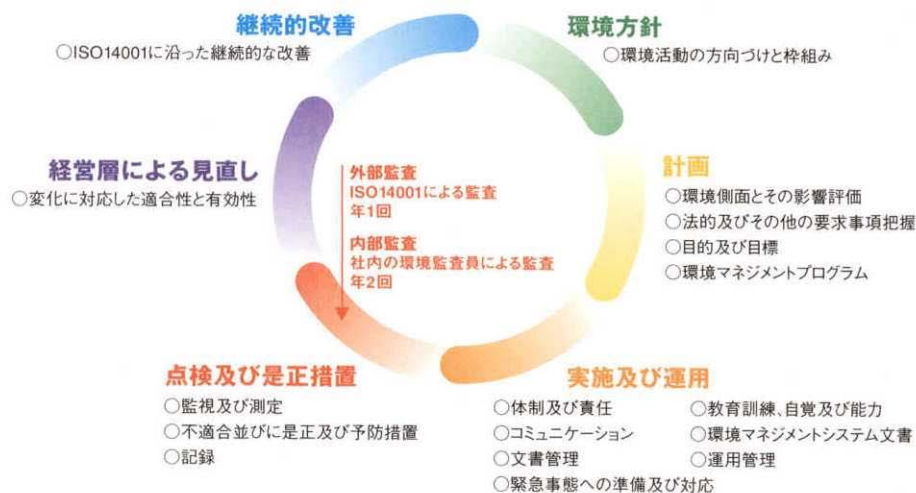 継続的改善
○ISO14001に沿った継続的な改善
環境方針
○環境活動の方向づけと枠組み
計画
○環境側面とその影響評価
○法的及びその他の要求事項把握
○目的及び目標
○環境マネジメントプログラム
実施及び運用
○体制及び責任
○教育訓練、自覚及び能力
○コミュニケーション
○環境マネジメントシステム文書
○文書管理
○運用管理
○緊急事態への準備及び対応
点検及び是正措置
○監視及び測定
○不適合並びに是正及び予防措置
○記録
経営層による見直し
○変化に対応した適合性と有効性
外部監査
ISO14001による監査
年1回
内部監査
社内の環境監査員による監査
年2回